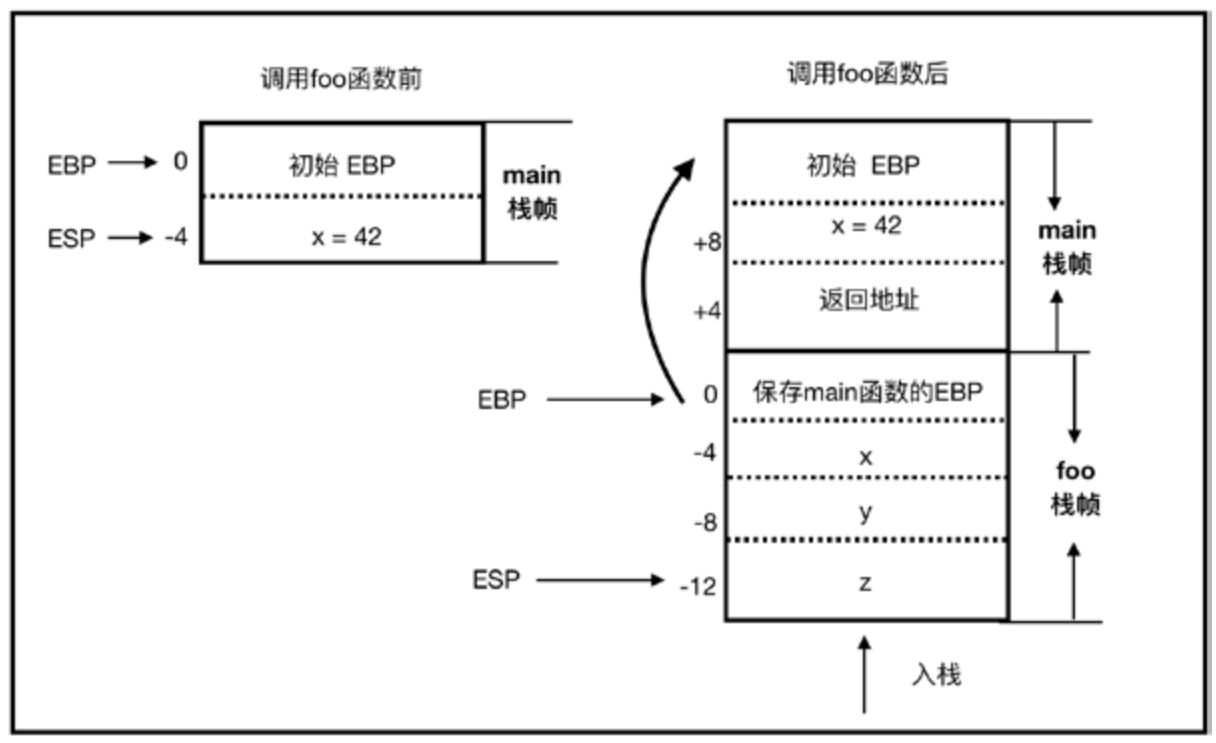 调用foo函数前
EBP 0 初始 EBP
ESP -4 x = 42
main
栈帧
调用foo函数后
初始 EBP
+8 x = 42
+4 返回地址
main
栈帧
EBP 0 保存main函数的EBP
-4 x
-8 y
ESP -12 z
foo
栈帧
入栈